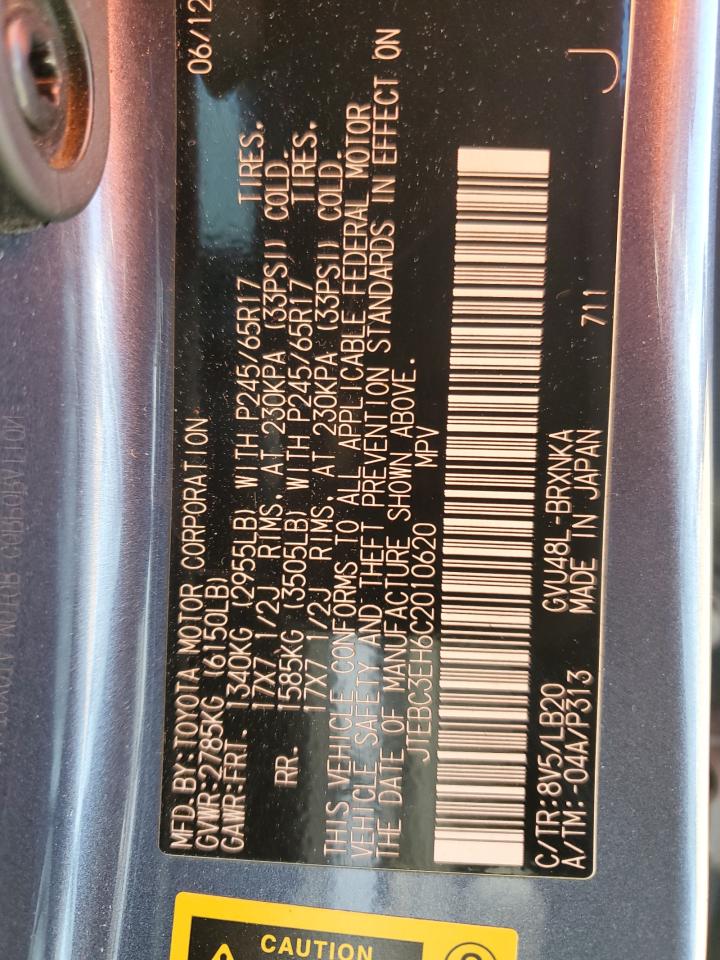 MFD.BY:TOYOTA MOTOR CORPORATION 06/12
GVWR:2785KG (6150LB)
GAWR:FRT. 1340KG (2955LB) WITH P245/65R17 TIRES.
17X7 1/2J RIMS, AT 230KPA (33PSI) COLD.
RR. 1585KG (3505LB) WITH P245/65R17 TIRES.
17X7 1/2J RIMS, AT 230KPA (33PSI) COLD.
THIS VEHICLE CONFORMS TO ALL APPLICABLE FEDERAL MOTOR
VEHICLE SAFETY AND THEFT PREVENTION STANDARDS IN EFFECT ON
THE DATE OF MANUFACTURE SHOWN ABOVE.
JTEBC3EH6C2010620 MPV
C/TR:8V5/LB20 GVU48L-BRXNKA 711 J
A/TM:-04A/P313 MADE IN JAPAN
CAUTION